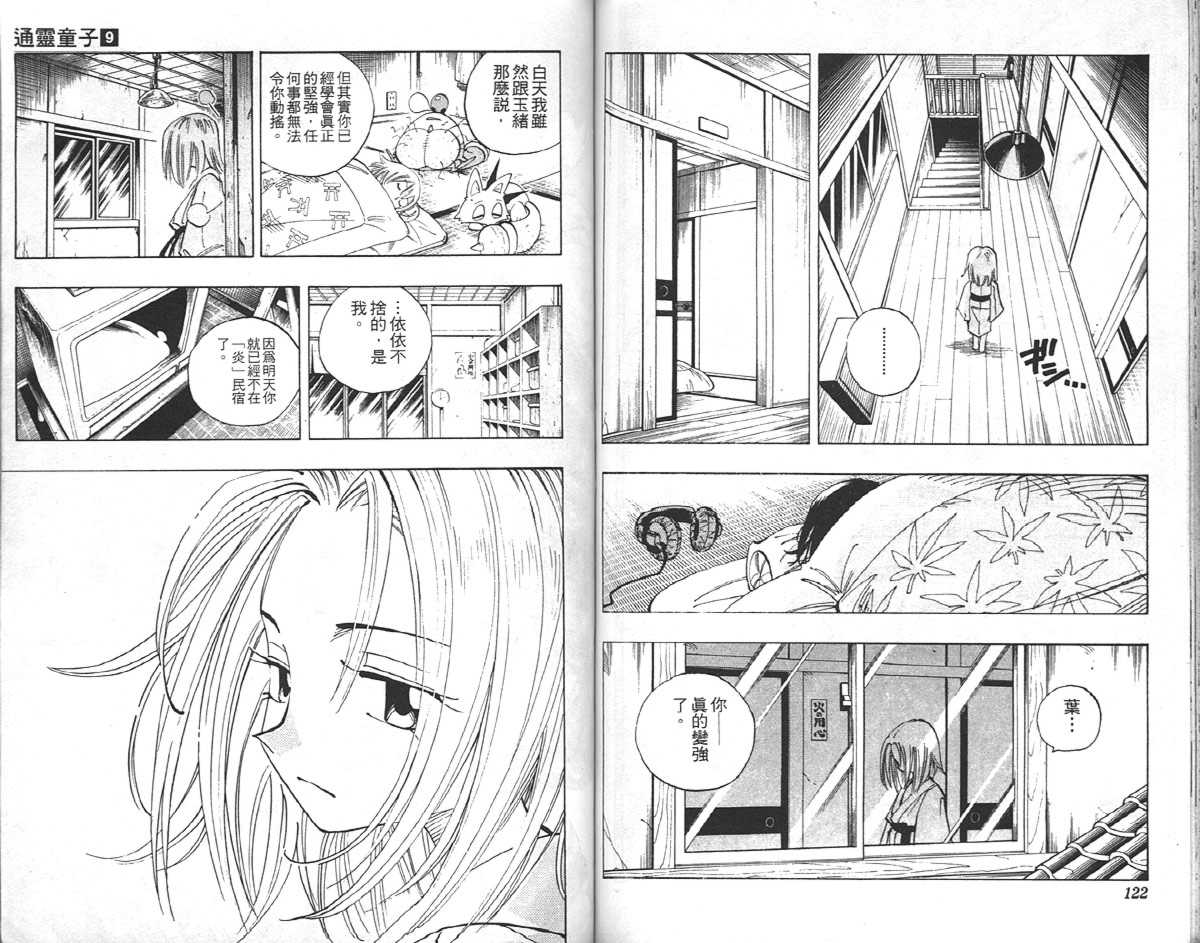 通靈童子9
…………
ギシ…
葉…
你──
真的變強
了。
火の用心
122
白天我雖
然跟玉緒
那麼說，
但其實你已
經學會真正
的堅強，任
何事都無法
令你動搖。
…依依不
捨的，是
我。
因為明天你
就已經不在
「炎」民宿
了。